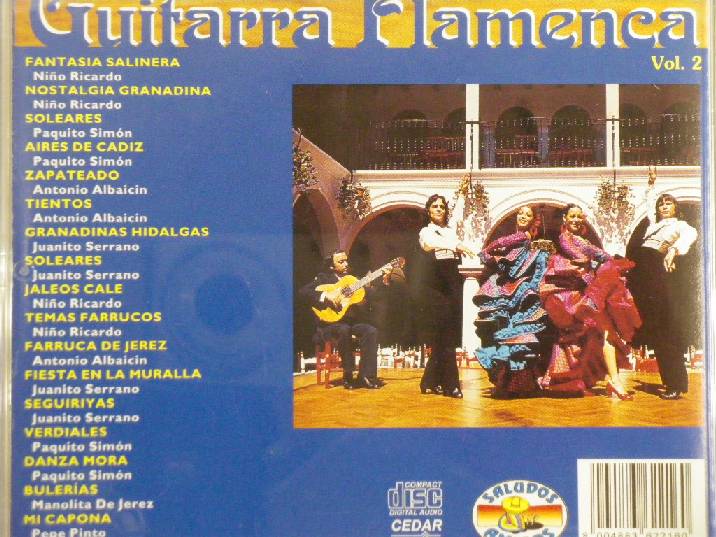 Guitarra Flamenca
Vol. 2
FANTASIA SALINERA
Niño Ricardo
NOSTALGIA GRANADINA
Niño Ricardo
SOLEARES
Paquito Simón
AIRES DE CADIZ
Paquito Simón
ZAPATEADO
Antonio Albaicin
TIENTOS
Antonio Albaicin
GRANADINAS HIDALGAS
Juanito Serrano
SOLEARES
Juanito Serrano
JALEOS CALE
Niño Ricardo
TEMAS FARRUCOS
Niño Ricardo
FARRUCA DE JEREZ
Antonio Albaicin
FIESTA EN LA MURALLA
Juanito Serrano
SEGUIRIYAS
Juanito Serrano
VERDIALES
Paquito Simón
DANZA MORA
Paquito Simón
BULERÍAS
Manolita De Jerez
MI CAPONA
Pepe Pinto
COMPACT
disc
DIGITAL AUDIO
CEDAR
SALUDOS